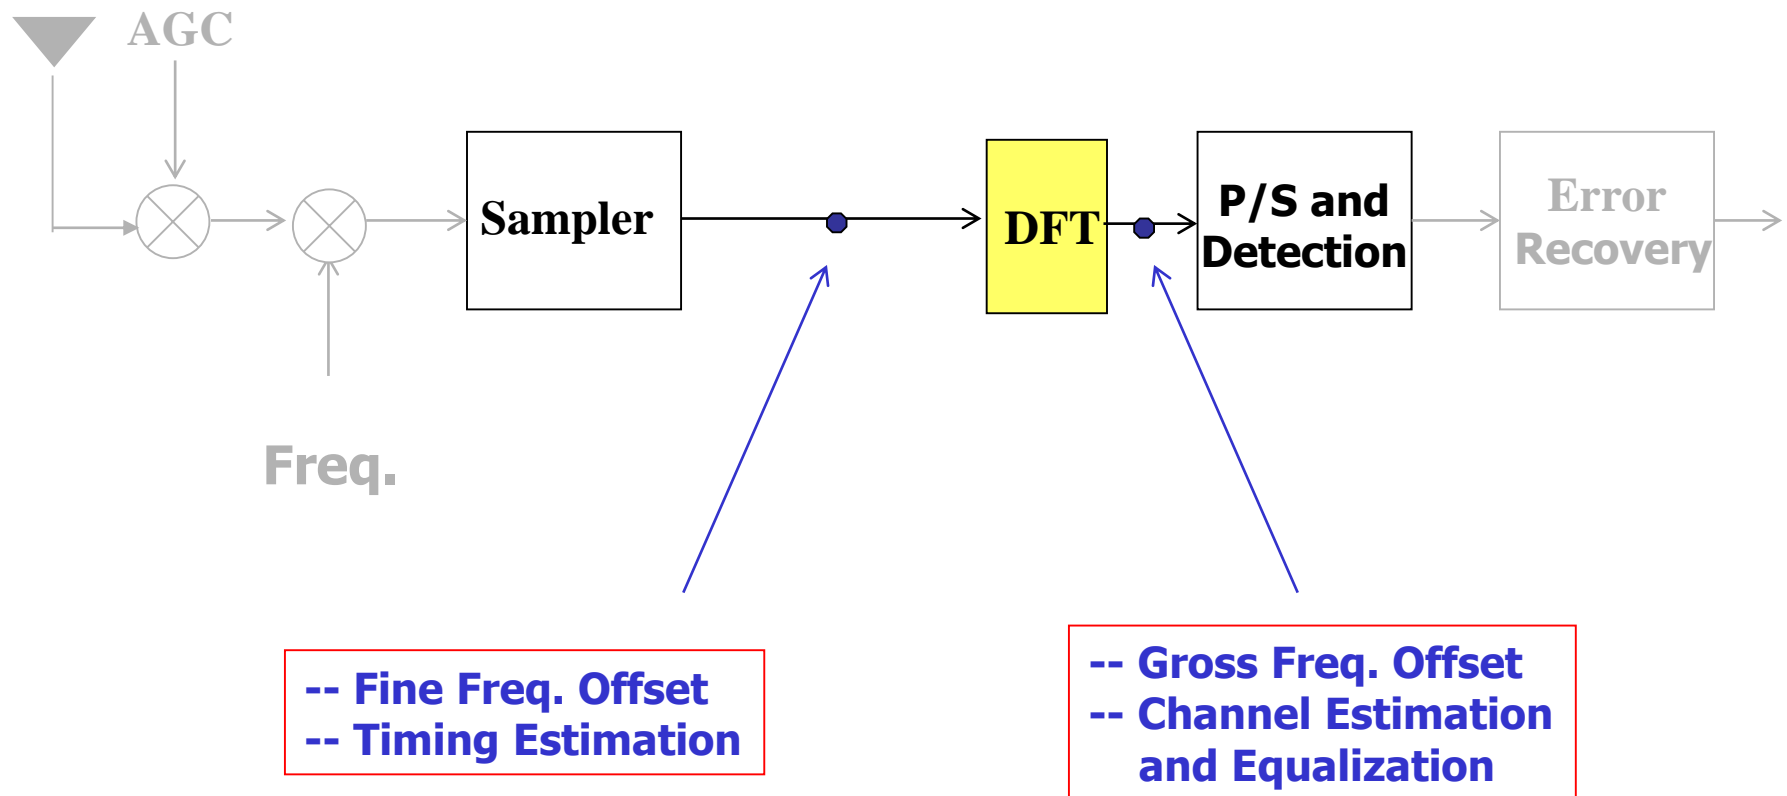 AGC
Sampler
DFT
P/S and
Detection
Error
Recovery
Freq.
-- Fine Freq. Offset
-- Timing Estimation
-- Gross Freq. Offset
-- Channel Estimation
and Equalization